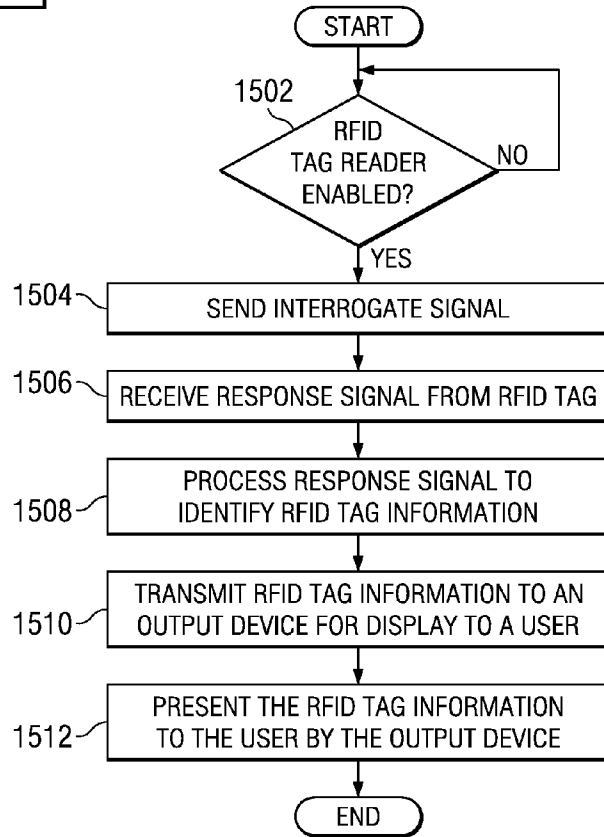 START
1502
RFID
TAG READER
ENABLED?
NO
YES
1504
SEND INTERROGATE SIGNAL
1506
RECEIVE RESPONSE SIGNAL FROM RFID TAG
1508
PROCESS RESPONSE SIGNAL TO
IDENTIFY RFID TAG INFORMATION
1510
TRANSMIT RFID TAG INFORMATION TO AN
OUTPUT DEVICE FOR DISPLAY TO A USER
1512
PRESENT THE RFID TAG INFORMATION
TO THE USER BY THE OUTPUT DEVICE
END